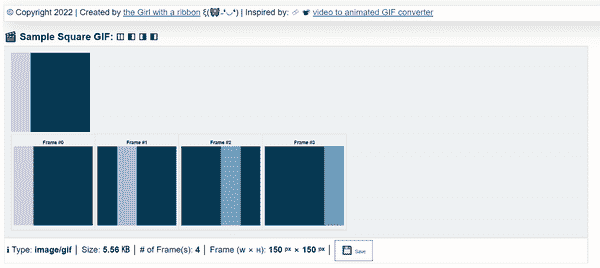 © Copyright 2022 | Created by the Girl with a ribbon | Inspired by: video to animated GIF converter
Sample Square GIF:
Frame #0 Frame #1 Frame #2 Frame #3
ℹ Type: image/gif | Size: 5.56 KB | # of Frame(s): 4 | Frame (w × H): 150 px × 150 px | Save